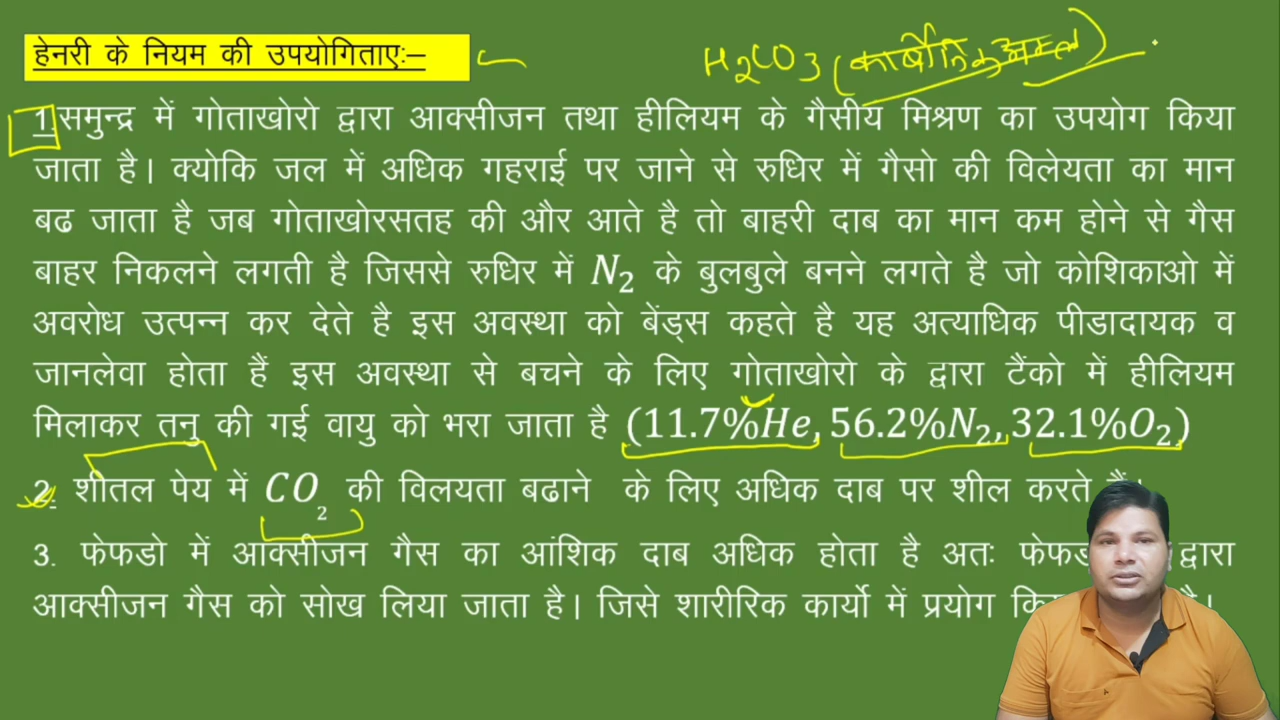 हेनरी के नियम की उपयोगिताएः–
H2CO3 (कार्बोनिक अम्ल)
1.समुन्द्र में गोताखोरो द्वारा आक्सीजन तथा हीलियम के गैसीय मिश्रण का उपयोग किया
जाता है। क्योकि जल में अधिक गहराई पर जाने से रुधिर में गैसो की विलेयता का मान
बढ जाता है जब गोताखोरसतह की और आते है तो बाहरी दाब का मान कम होने से गैस
बाहर निकलने लगती है जिससे रुधिर में N2 के बुलबुले बनने लगते है जो कोशिकाओ में
अवरोध उत्पन्न कर देते है इस अवस्था को बेंड्स कहते है यह अत्याधिक पीडादायक व
जानलेवा होता हैं इस अवस्था से बचने के लिए गोताखोरो के द्वारा टैंको में हीलियम
मिलाकर तनु की गई वायु को भरा जाता है (11.7%He, 56.2%N2, 32.1%O2)
2. शीतल पेय में CO2 की विलयता बढाने के लिए अधिक दाब पर शील करते हैं।
3. फेफडो में आक्सीजन गैस का आंशिक दाब अधिक होता है अतः द्वारा
आक्सीजन गैस को सोख लिया जाता है। जिसे शारीरिक कार्यो में प्रयोग है।